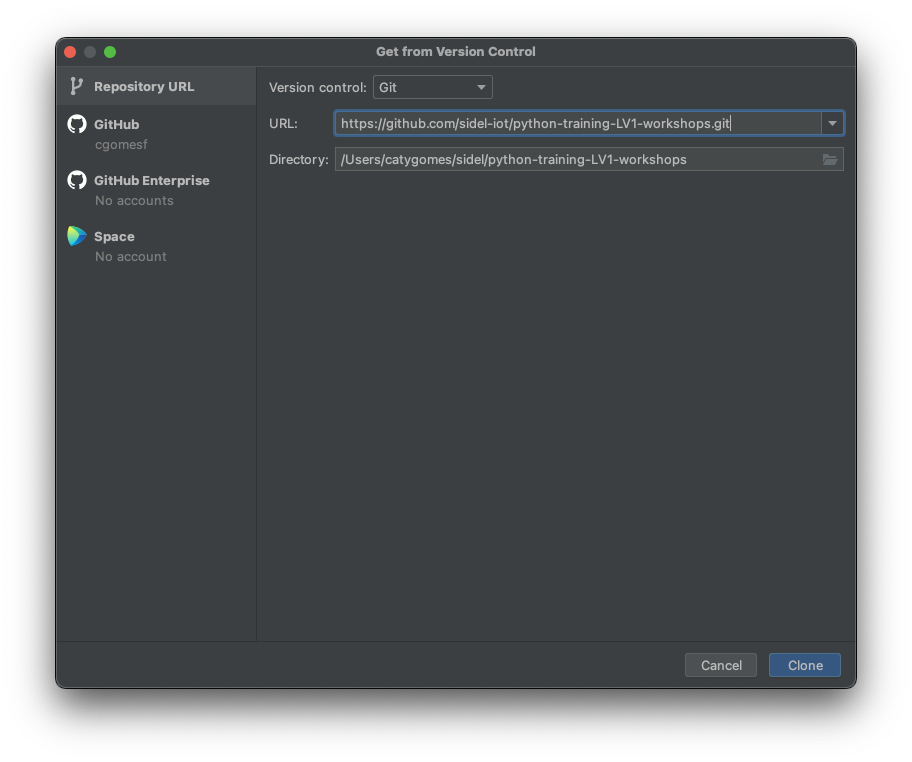 Get from Version Control
Repository URL
GitHub
cgomesf
GitHub Enterprise
No accounts
Space
No account
Version control: Git
URL: https://github.com/sidel-iot/python-training-LV1-workshops.git
Directory: /Users/catygomes/sidel/python-training-LV1-workshops
Cancel Clone